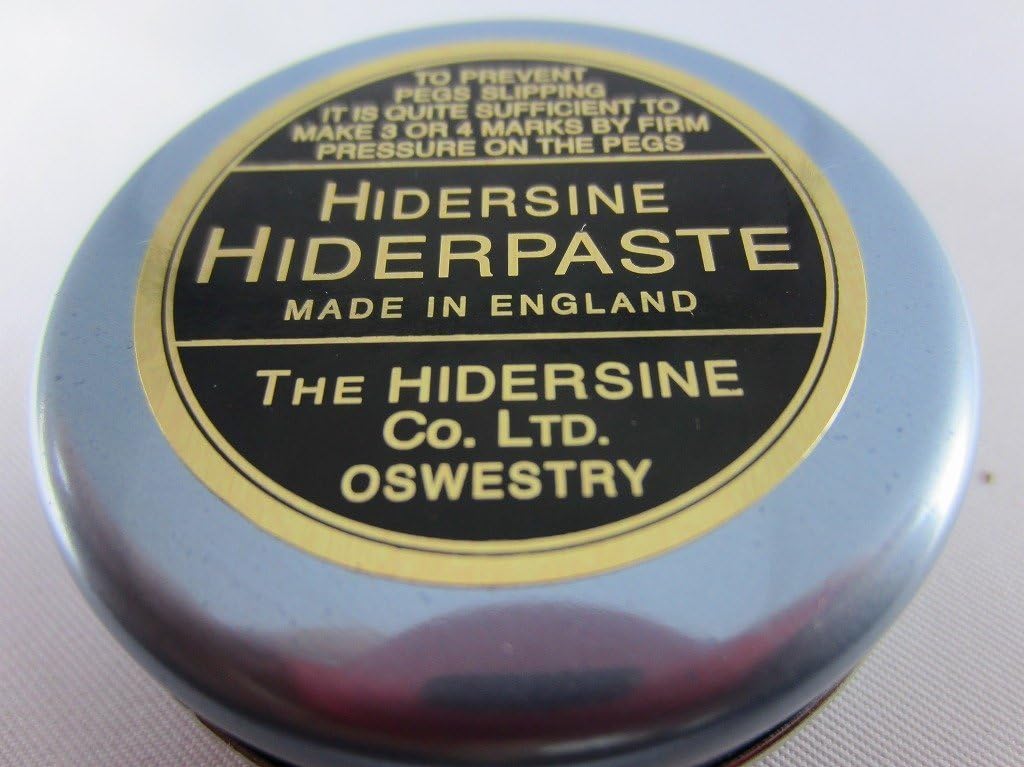 TO PREVENT
PEGS SLIPPING
IT IS QUITE SUFFICIENT TO
MAKE 3 OR 4 MARKS BY FIRM
PRESSURE ON THE PEGS
HIDERSINE
HIDERPASTE
MADE IN ENGLAND
THE HIDERSINE
CO. LTD.
OSWESTRY